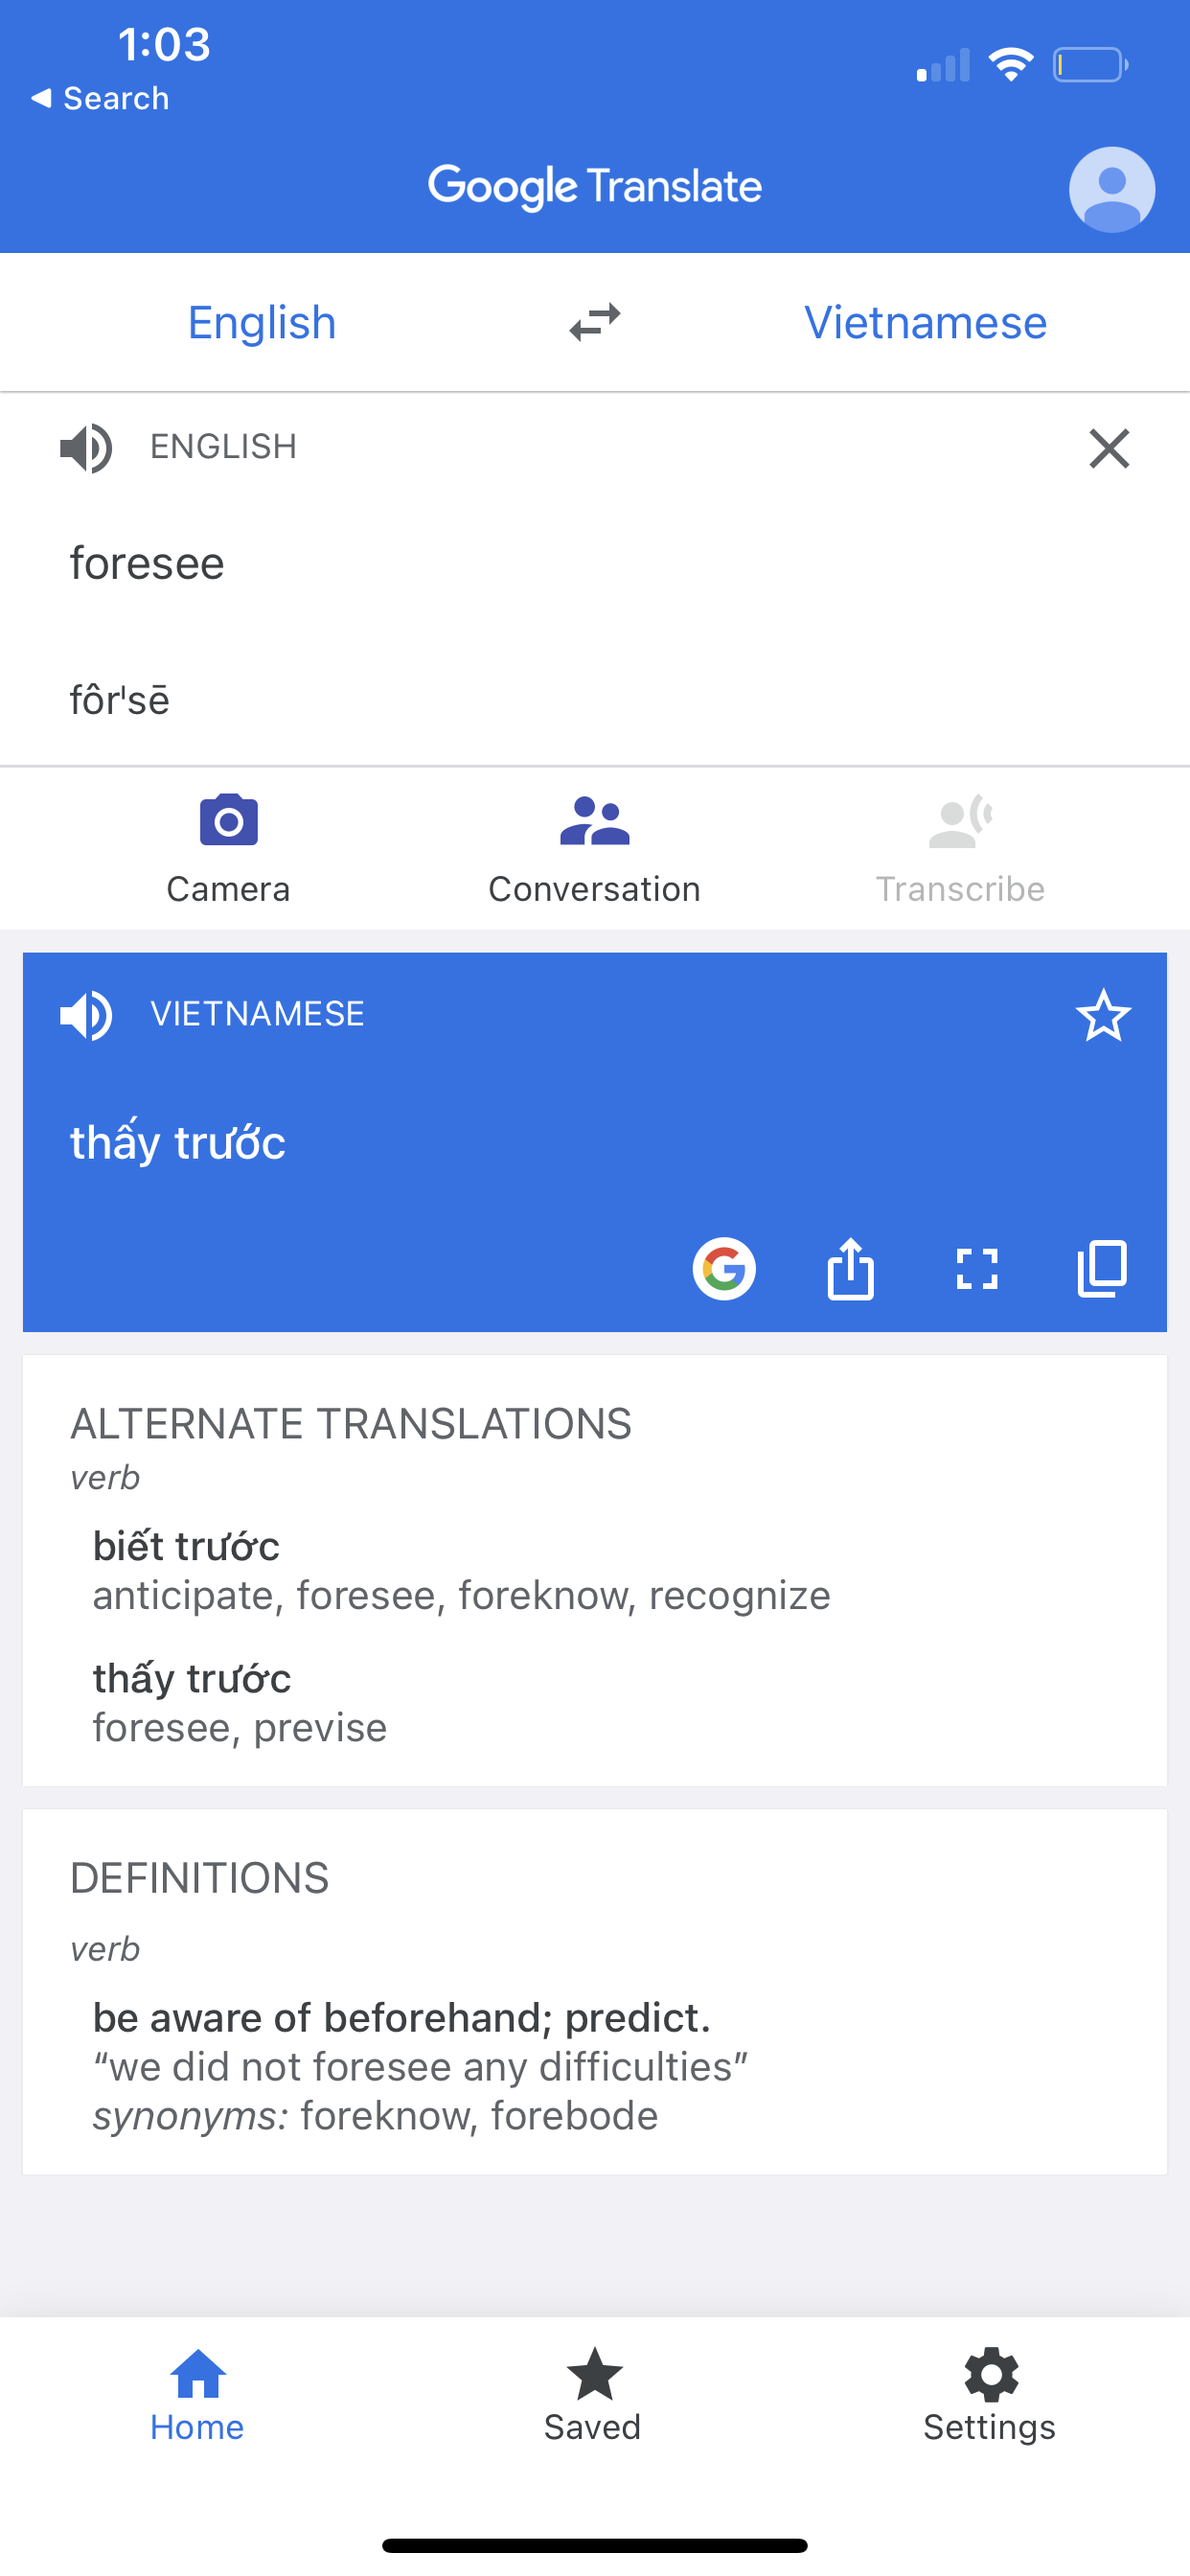 1:03
Search
Google Translate
English Vietnamese
ENGLISH
foresee
fôr'sē
Camera Conversation Transcribe
VIETNAMESE
thấy trước
ALTERNATE TRANSLATIONS
verb
biết trước
anticipate, foresee, foreknow, recognize
thấy trước
foresee, previse
DEFINITIONS
verb
be aware of beforehand; predict.
“we did not foresee any difficulties”
synonyms: foreknow, forebode
Home Saved Settings